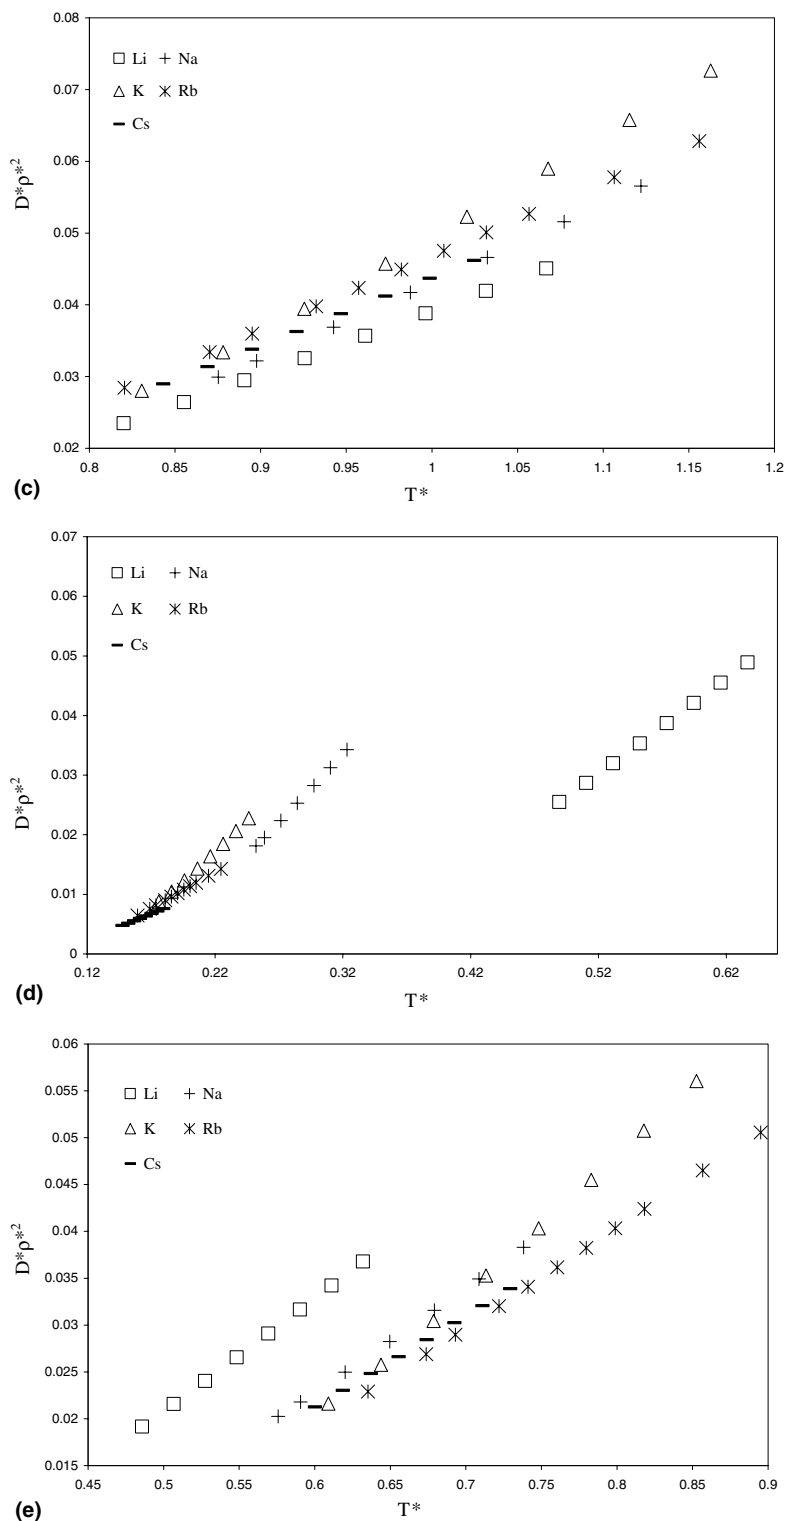 0.08
Li Na
0.07
K Rb
Cs
0.06
D*ρ*²
0.05
0.04
0.03
0.02
0.8 0.85 0.9 0.95 1 1.05 1.1 1.15 1.2
(c)
T*
0.07
Li Na
0.06
K Rb
0.05
Cs
0.04
D*ρ*²
0.03
0.02
0.01
0
0.12 0.22 0.32 0.42 0.52 0.62
(d)
T*
0.06
0.055
Li Na
0.05
K Rb
Cs
0.045
0.04
D*ρ*²
0.035
0.03
0.025
0.02
0.015
0.45 0.5 0.55 0.6 0.65 0.7 0.75 0.8 0.85 0.9
(e)
T*